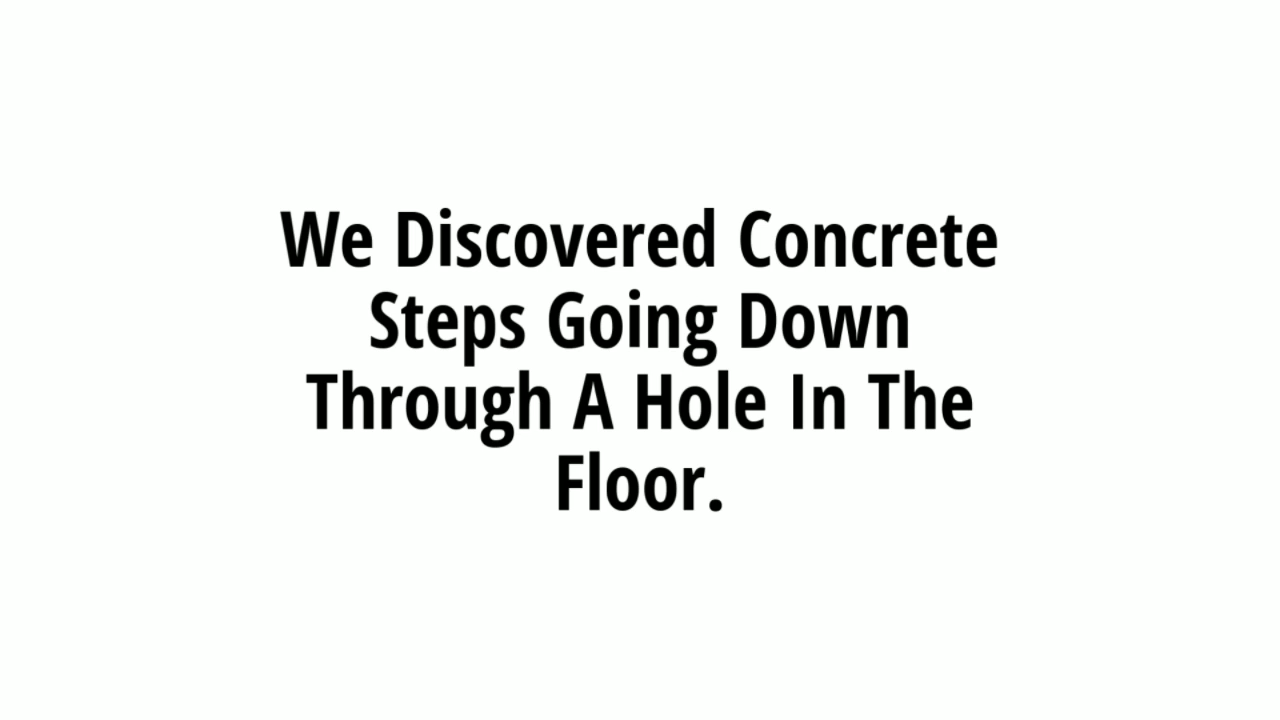 We Discovered Concrete
Steps Going Down
Through A Hole In The
Floor.